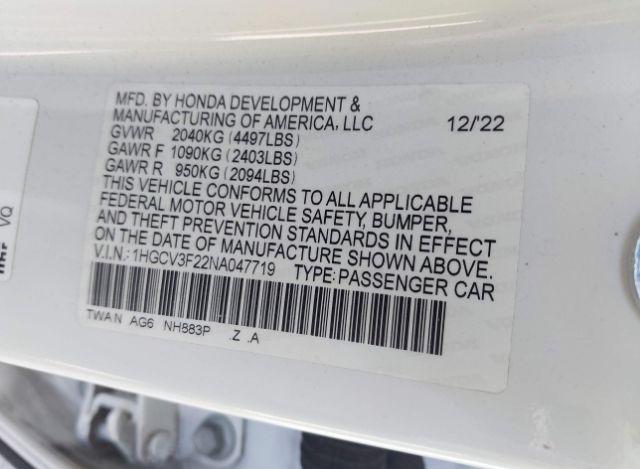 MFD. BY HONDA DEVELOPMENT &
MANUFACTURING OF AMERICA, LLC 12/'22
GVWR 2040KG (4497LBS)
GAWR F 1090KG (2403LBS)
GAWR R 950KG (2094LBS)
THIS VEHICLE CONFORMS TO ALL APPLICABLE
FEDERAL MOTOR VEHICLE SAFETY, BUMPER,
AND THEFT PREVENTION STANDARDS IN EFFECT
ON THE DATE OF MANUFACTURE SHOWN ABOVE.
V.I.N.: 1HGCV3F22NA047719 TYPE: PASSENGER CAR
TWA N AG6 NH883P .Z .A
VQ